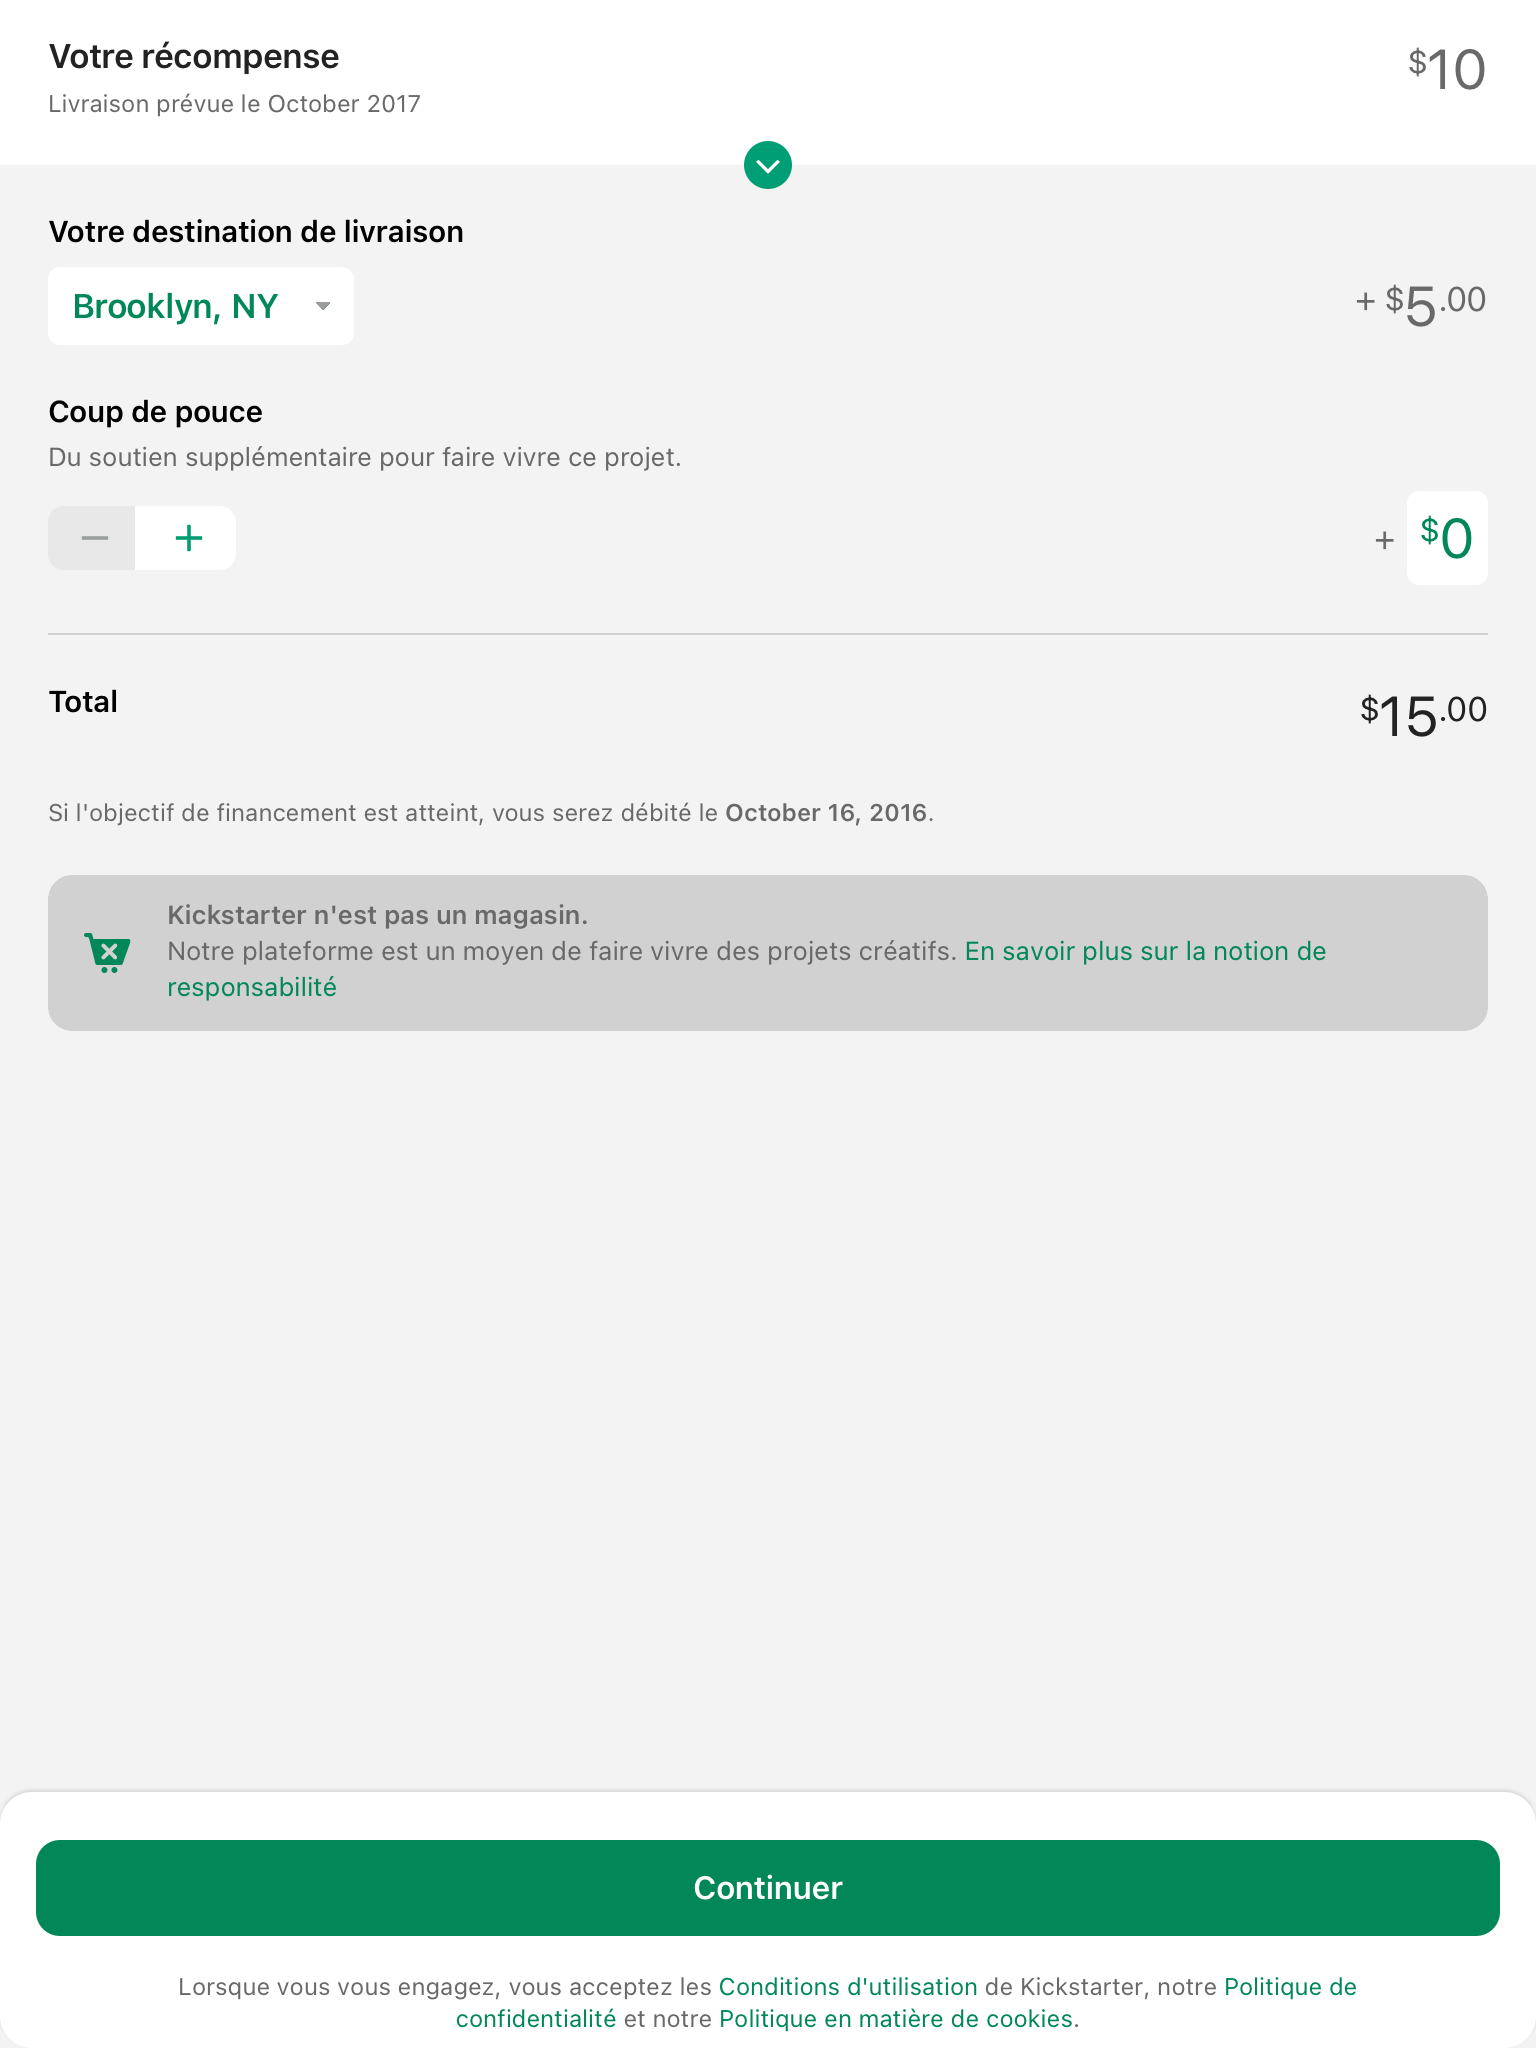 Votre récompense
$10
Livraison prévue le October 2017
Votre destination de livraison
Brooklyn, NY
+ $5.00
Coup de pouce
Du soutien supplémentaire pour faire vivre ce projet.
− +
+ $0
Total
$15.00
Si l'objectif de financement est atteint, vous serez débité le October 16, 2016.
Kickstarter n'est pas un magasin.
Notre plateforme est un moyen de faire vivre des projets créatifs. En savoir plus sur la notion de
responsabilité
Continuer
Lorsque vous vous engagez, vous acceptez les Conditions d'utilisation de Kickstarter, notre Politique de
confidentialité et notre Politique en matière de cookies.